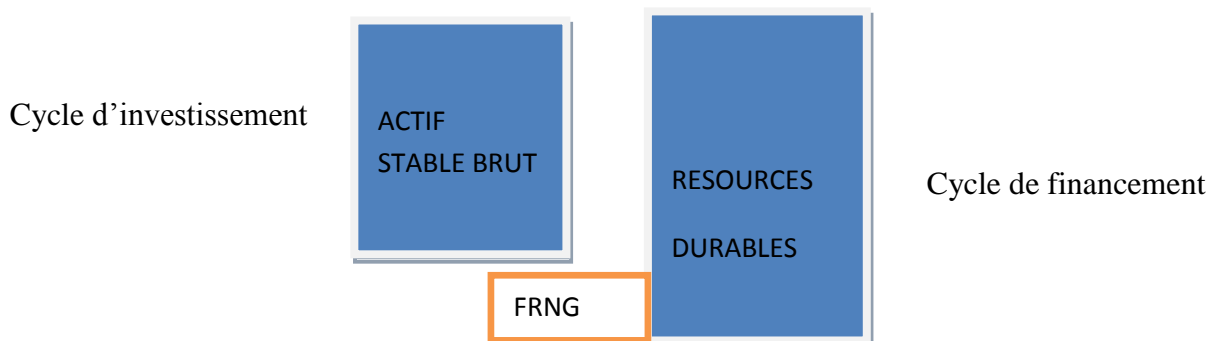 Cycle d’investissement
ACTIF
STABLE BRUT
RESOURCES
DURABLES
Cycle de financement
FRNG